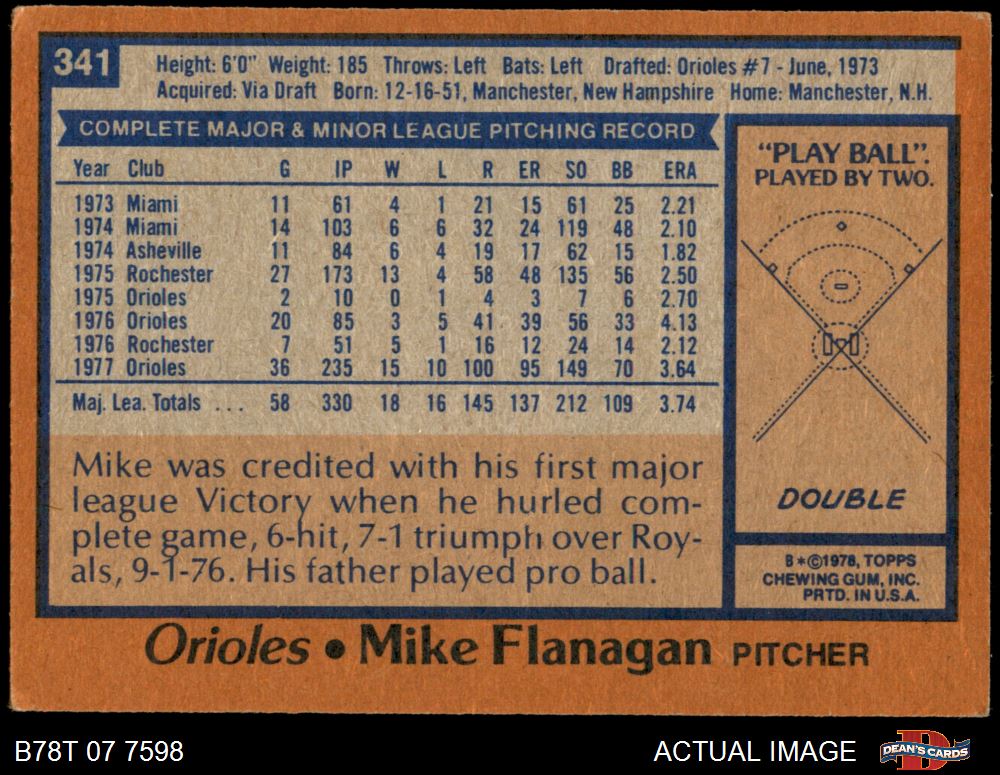 341
Height: 6'0" Weight: 185 Throws: Left Bats: Left Drafted: Orioles #7 - June, 1973
Acquired: Via Draft Born: 12-16-51, Manchester, New Hampshire Home: Manchester, N.H.
COMPLETE MAJOR & MINOR LEAGUE PITCHING RECORD
Year Club G IP W L R ER SO BB ERA
1973 Miami 11 61 4 1 21 15 61 25 2.21
1974 Miami 14 103 6 6 32 24 119 48 2.10
1974 Asheville 11 84 6 4 19 17 62 15 1.82
1975 Rochester 27 173 13 4 58 48 135 56 2.50
1975 Orioles 2 10 0 1 4 3 7 6 2.70
1976 Orioles 20 85 3 5 41 39 56 33 4.13
1976 Rochester 7 51 5 1 16 12 24 14 2.12
1977 Orioles 36 235 15 10 100 95 149 70 3.64
Maj. Lea. Totals ... 58 330 18 16 145 137 212 109 3.74
Mike was credited with his first major
league Victory when he hurled com-
plete game, 6-hit, 7-1 triumph over Roy-
als, 9-1-76. His father played pro ball.
"PLAY BALL".
PLAYED BY TWO.
DOUBLE
B*©1978, TOPPS
CHEWING GUM, INC.
PRTD. IN U.S.A.
Orioles • Mike Flanagan PITCHER
B78T 07 7598
ACTUAL IMAGE
D
DEAN'S CARDS